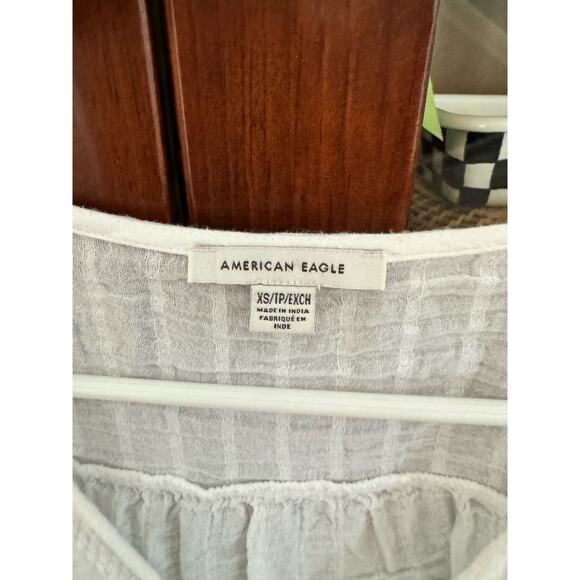 AMERICAN EAGLE
XS/TP/EXCH
MADE IN INDIA
FABRIQUÉ EN
INDE